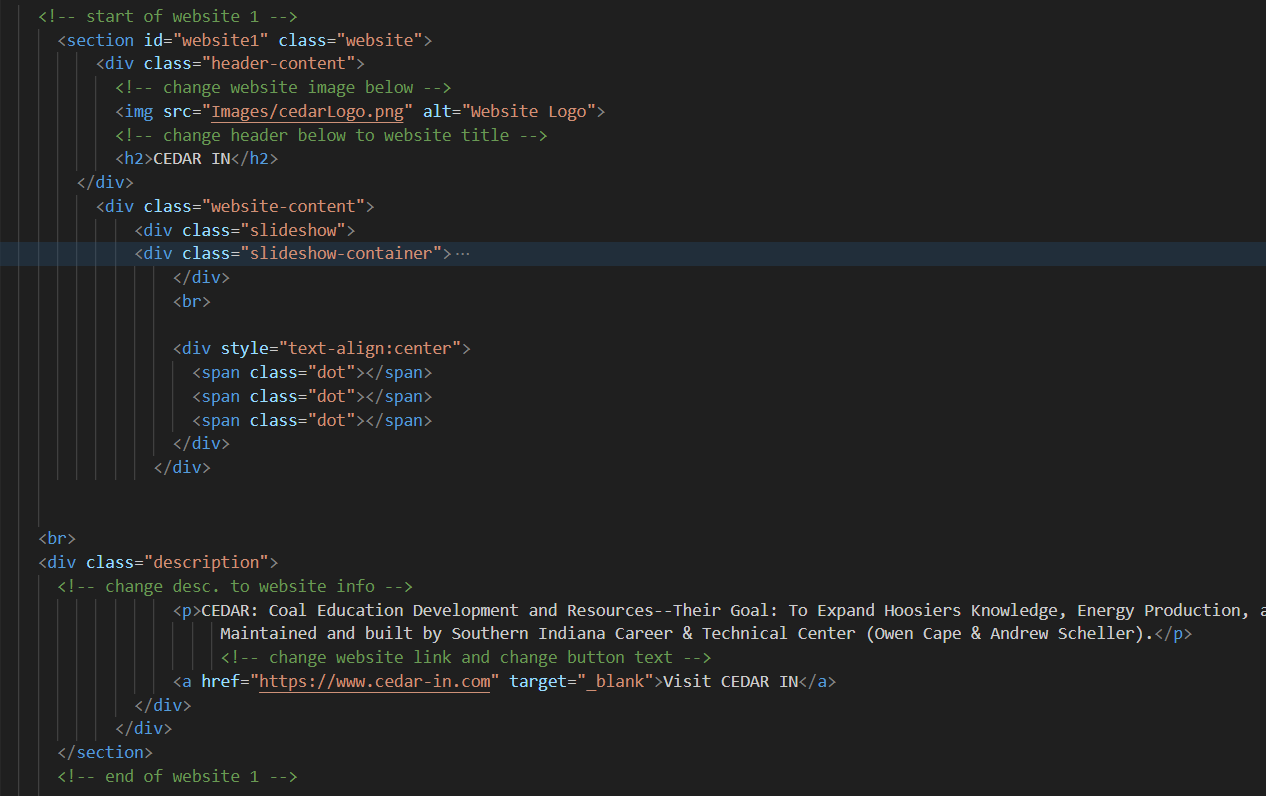 <!-- start of website 1 -->
<section id="website1" class="website">
<div class="header-content">
<!-- change website image below -->
<img src="Images/cedarLogo.png" alt="Website Logo">
<!-- change header below to website title -->
<h2>CEDAR IN</h2>
</div>
<div class="website-content">
<div class="slideshow">
<div class="slideshow-container">···
</div>
<br>
<div style="text-align:center">
<span class="dot"></span>
<span class="dot"></span>
<span class="dot"></span>
</div>
</div>
<br>
<div class="description">
<!-- change desc. to website info -->
<p>CEDAR: Coal Education Development and Resources--Their Goal: To Expand Hoosiers Knowledge, Energy Production,
Maintained and built by Southern Indiana Career & Technical Center (Owen Cape & Andrew Scheller).</p>
<!-- change website link and change button text -->
<a href="https://www.cedar-in.com" target="_blank">Visit CEDAR IN</a>
</div>
</div>
</section>
<!-- end of website 1 -->